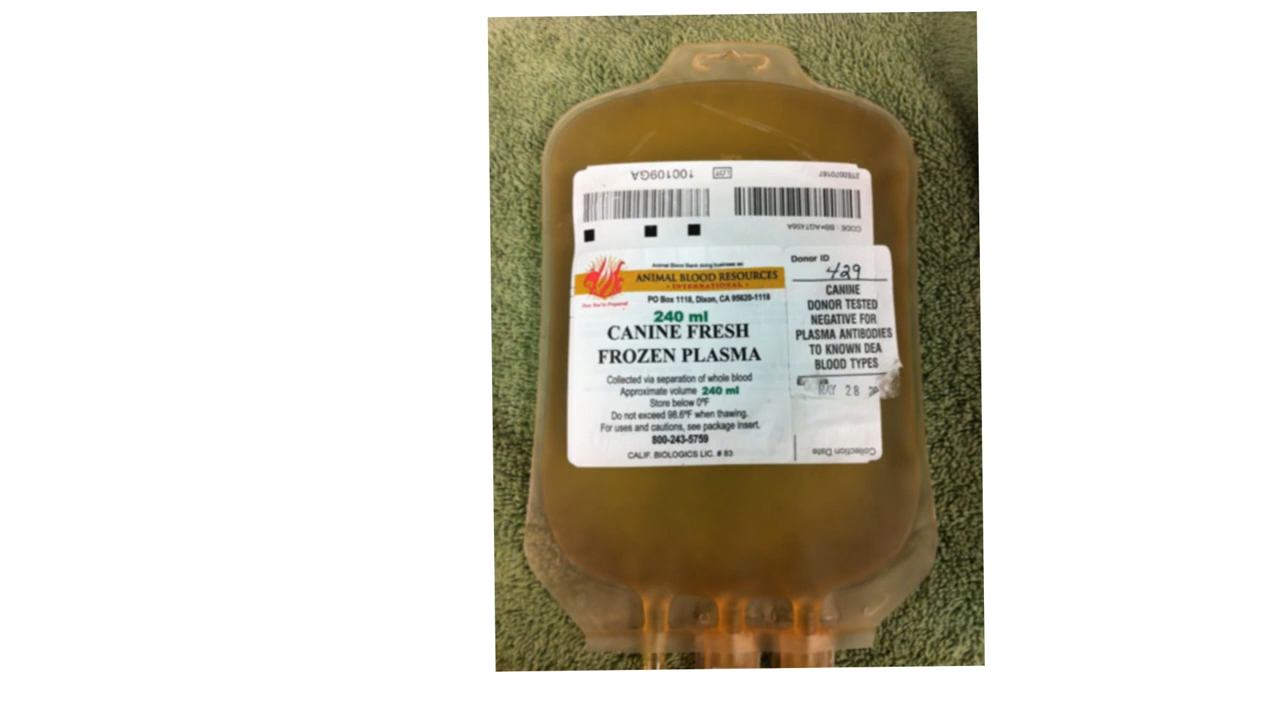 100109GA LOT
CODE: BB*AGT456A
Animal Blood Bank doing business as:
ANIMAL BLOOD RESOURCES
• INTERNATIONAL •
PO Box 1118, Dixon, CA 95620-1118
240 ml
CANINE FRESH
FROZEN PLASMA
Collected via separation of whole blood
Approximate volume 240 ml
Store below 0°F
Do not exceed 98.6°F when thawing.
For uses and cautions, see package insert.
800-243-5759
CALIF. BIOLOGICS LIC. # 83
Donor ID
429
CANINE
DONOR TESTED
NEGATIVE FOR
PLASMA ANTIBODIES
TO KNOWN DEA
BLOOD TYPES
MAY 28
Collection Date